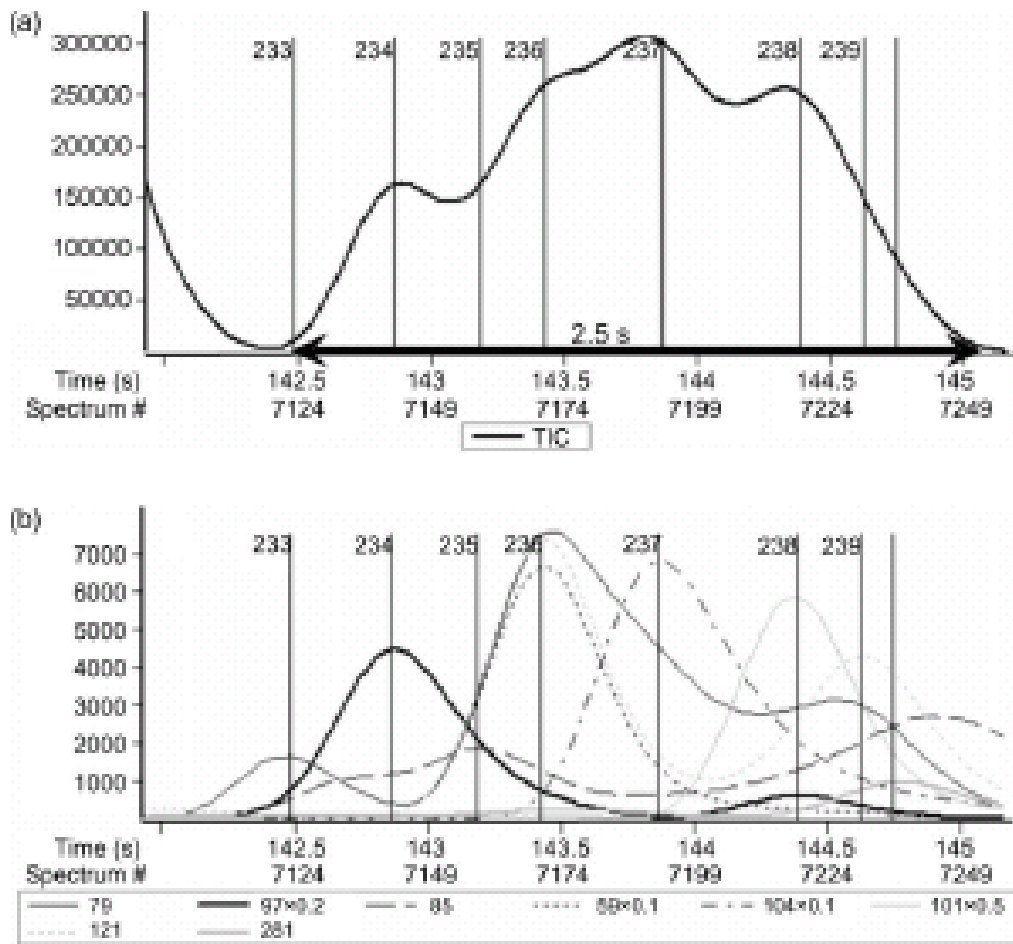 (a)
300000
250000
200000
150000
100000
50000
233 234 235 236 237 238 239
2.5 s
Time (s) 142.5 143 143.5 144 144.5 145
Spectrum # 7124 7149 7174 7199 7224 7249
TIC
(b)
7000
6000
5000
4000
3000
2000
1000
233 234 235 236 237 238 239
Time (s) 142.5 143 143.5 144 144.5 145
Spectrum # 7124 7149 7174 7199 7224 7249
79 97×0.2 85 59×0.1 104×0.1 101×0.5
121 281